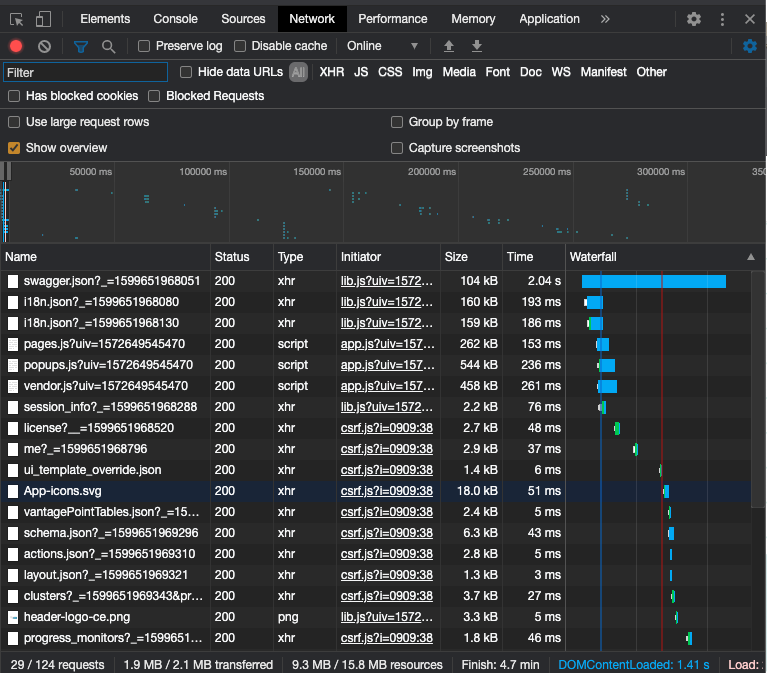 Elements Console Sources Network Performance Memory Application »
Preserve log Disable cache Online
Filter Hide data URLs All XHR JS CSS Img Media Font Doc WS Manifest Other
Has blocked cookies Blocked Requests
Use large request rows Group by frame
Show overview Capture screenshots
50000 ms 100000 ms 150000 ms 200000 ms 250000 ms 300000 ms 350
Name Status Type Initiator Size Time Waterfall
swagger.json?_=1599651968051 200 xhr lib.js?uiv=1572... 104 kB 2.04 s
i18n.json?_=1599651968080 200 xhr lib.js?uiv=1572... 160 kB 193 ms
i18n.json?_=1599651968130 200 xhr lib.js?uiv=1572... 159 kB 186 ms
pages.js?uiv=1572649545470 200 script app.js?uiv=157... 262 kB 153 ms
popups.js?uiv=1572649545470 200 script app.js?uiv=157... 544 kB 236 ms
vendor.js?uiv=1572649545470 200 script app.js?uiv=157... 458 kB 261 ms
session_info?_=1599651968288 200 xhr lib.js?uiv=1572... 2.2 kB 76 ms
license?__=1599651968520 200 xhr csrf.js?i=0909:38 2.7 kB 48 ms
me?_=1599651968796 200 xhr csrf.js?i=0909:38 2.9 kB 37 ms
ui_template_override.json 200 xhr csrf.js?i=0909:38 1.4 kB 6 ms
App-icons.svg 200 xhr csrf.js?i=0909:38 18.0 kB 51 ms
vantagePointTables.json?_=15... 200 xhr csrf.js?i=0909:38 2.4 kB 5 ms
schema.json?_=1599651969296 200 xhr csrf.js?i=0909:38 6.3 kB 43 ms
actions.json?_=1599651969310 200 xhr csrf.js?i=0909:38 2.8 kB 5 ms
layout.json?_=1599651969321 200 xhr csrf.js?i=0909:38 1.3 kB 3 ms
clusters?_=1599651969343&pr... 200 xhr csrf.js?i=0909:38 3.7 kB 27 ms
header-logo-ce.png 200 png lib.js?uiv=1572... 3.3 kB 5 ms
progress_monitors?_=1599651... 200 xhr csrf.js?i=0909:38 1.8 kB 46 ms
29 / 124 requests 1.9 MB / 2.1 MB transferred 9.3 MB / 15.8 MB resources Finish: 4.7 min DOMContentLoaded: 1.41 s Load: